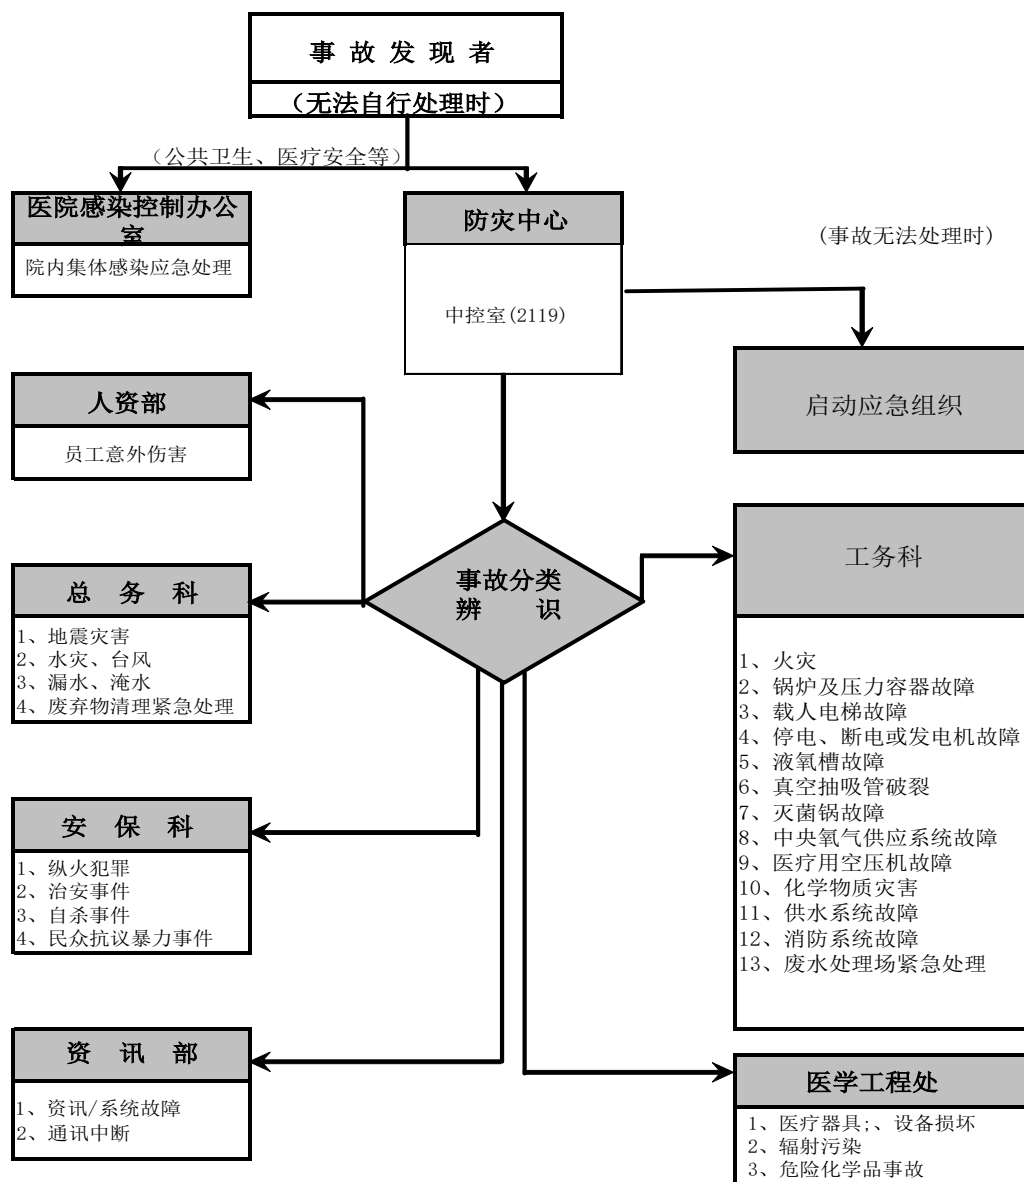 事 故 发 现 者
（无法自行处理时）
（公共卫生、医疗安全等）
医院感染控制办公
室
院内集体感染应急处理
防灾中心
中控室(2119)
(事故无法处理时)
启动应急组织
人资部
员工意外伤害
事故分类
辨 识
工务科
1、火灾
2、锅炉及压力容器故障
3、载人电梯故障
4、停电、断电或发电机故障
5、液氧槽故障
6、真空抽吸管破裂
7、灭菌锅故障
8、中央氧气供应系统故障
9、医疗用空压机故障
10、化学物质灾害
11、供水系统故障
12、消防系统故障
13、废水处理场紧急处理
总 务 科
1、地震灾害
2、水灾、台风
3、漏水、淹水
4、废弃物清理紧急处理
安 保 科
1、纵火犯罪
2、治安事件
3、自杀事件
4、民众抗议暴力事件
资 讯 部
1、资讯/系统故障
2、通讯中断
医学工程处
1、医疗器具;、设备损坏
2、辐射污染
3、危险化学品事故